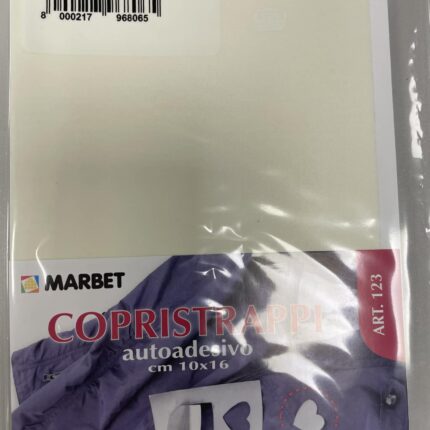 8 000217 968065
MARBET
COPRISTRAPPI
autoadesivo
cm 10x16
ART. 123